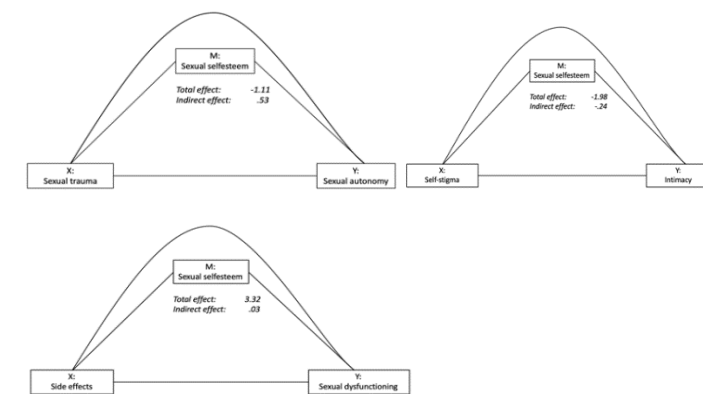 M:
Sexual selfesteem
Total effect: -1.11
Indirect effect: .53
X:
Sexual trauma
Y:
Sexual autonomy
M:
Sexual selfesteem
Total effect: -1.98
Indirect effect: -.24
X:
Self-stigma
Y:
Intimacy
M:
Sexual selfesteem
Total effect: 3.32
Indirect effect: .03
X:
Side effects
Y:
Sexual dysfunctioning